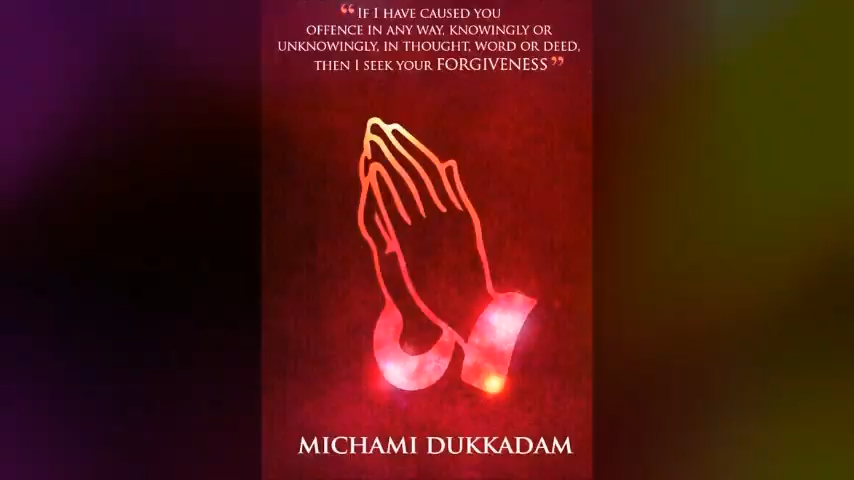 “IF I HAVE CAUSED YOU
OFFENCE IN ANY WAY, KNOWINGLY OR
UNKNOWINGLY, IN THOUGHT, WORD OR DEED,
THEN I SEEK YOUR FORGIVENESS”
MICHAMI DUKKADAM